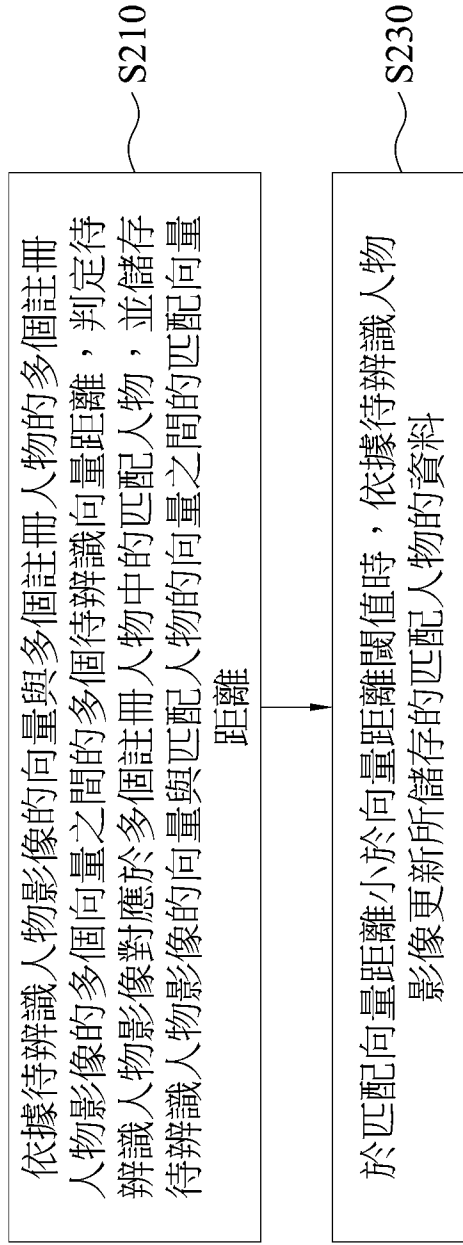 依據待辨識人物影像的向量與多個註冊人物的多個註冊
人物影像的多個向量之間的多個待辨識向量距離，判定待
辨識人物影像對應於多個註冊人物中的匹配人物，並儲存
待辨識人物影像的向量與匹配人物的向量之間的匹配向量
距離
S210
於匹配向量距離小於向量距離閾值時，依據待辨識人物
影像更新所儲存的匹配人物的資料
S230